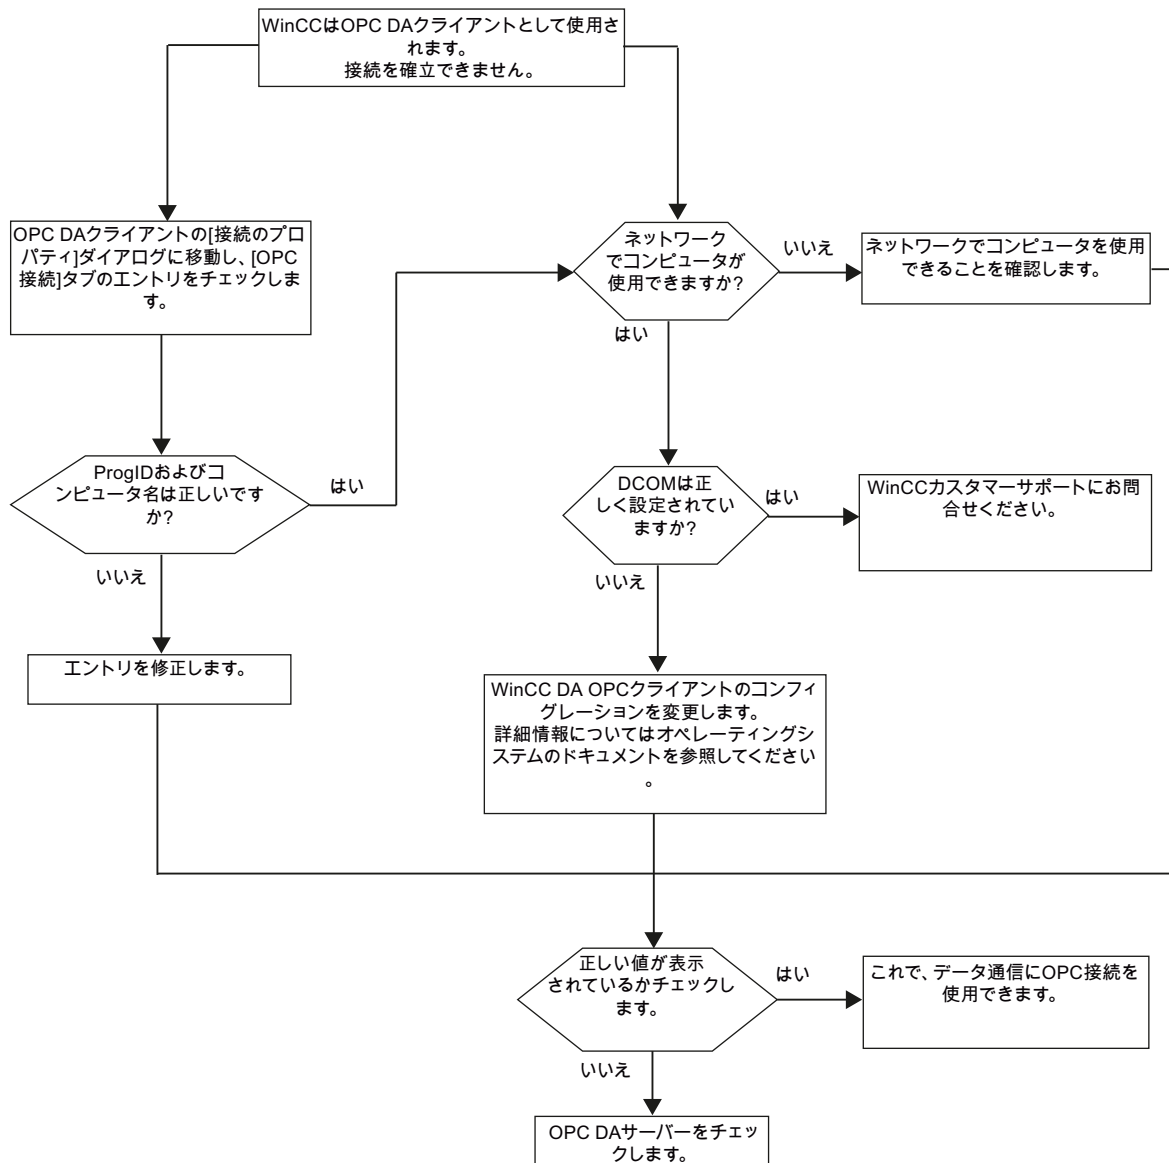 WinCCはOPC DAクライアントとして使用さ
れます。
接続を確立できません。
OPC DAクライアントの[接続のプロ
パティ]ダイアログに移動し、[OPC
接続]タブのエントリをチェックしま
す。
ネットワーク
でコンピュータが
使用できますか?
いいえ
ネットワークでコンピュータを使用
できることを確認します。
はい
ProgIDおよびコ
ンピュータ名は正しいです
か?
はい
DCOMは正
しく設定されてい
ますか?
はい
WinCCカスタマーサポートにお問
合せください。
いいえ
いいえ
エントリを修正します。
WinCC DA OPCクライアントのコンフィ
グレーションを変更します。
詳細情報についてはオペレーティングシ
ステムのドキュメントを参照してください
。
正しい値が表示
されているかチェックし
ます。
はい
これで、データ通信にOPC接続を
使用できます。
いいえ
OPC DAサーバーをチェッ
クします。